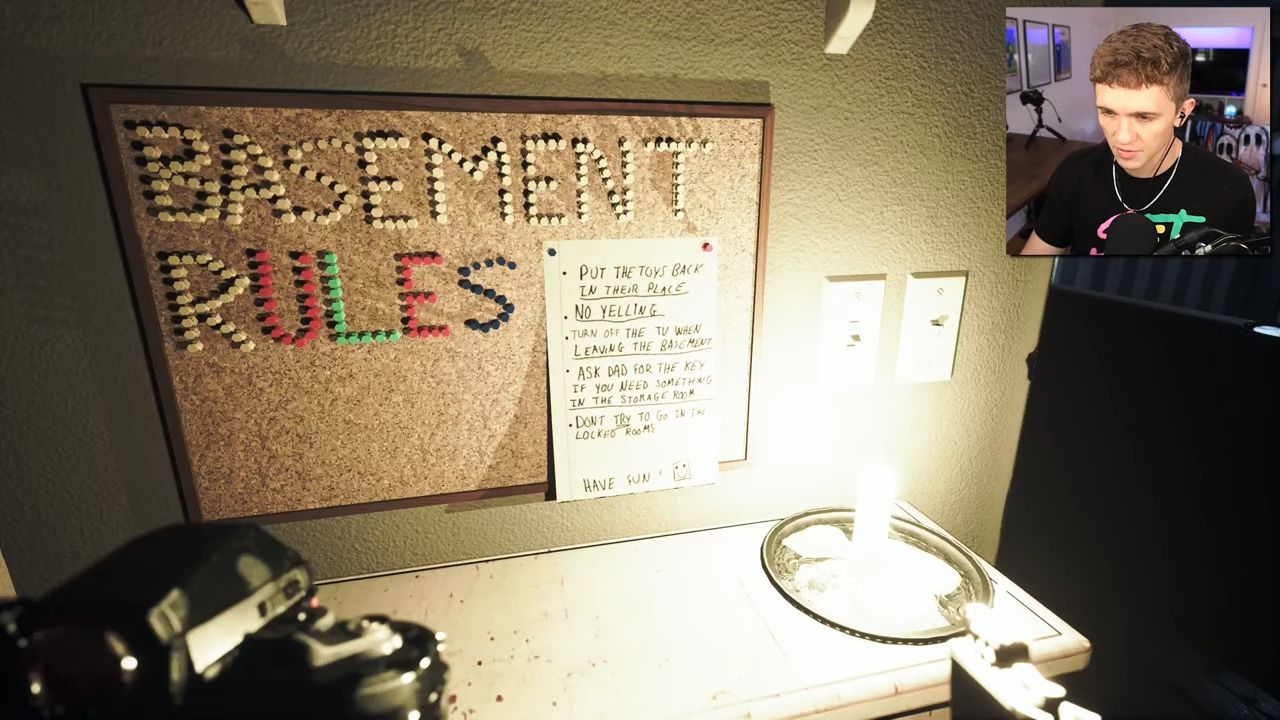 BASEMENT
RULES
• PUT THE TOYS BACK
IN THEIR PLACE
• NO YELLING
• TURN OFF THE TV WHEN
LEAVING THE BASEMENT
• ASK DAD FOR THE KEY
IF YOU NEED SOMETHING
IN THE STORAGE ROOM
• DONT TRY TO GO IN THE
LOCKED ROOMS
HAVE FUN!